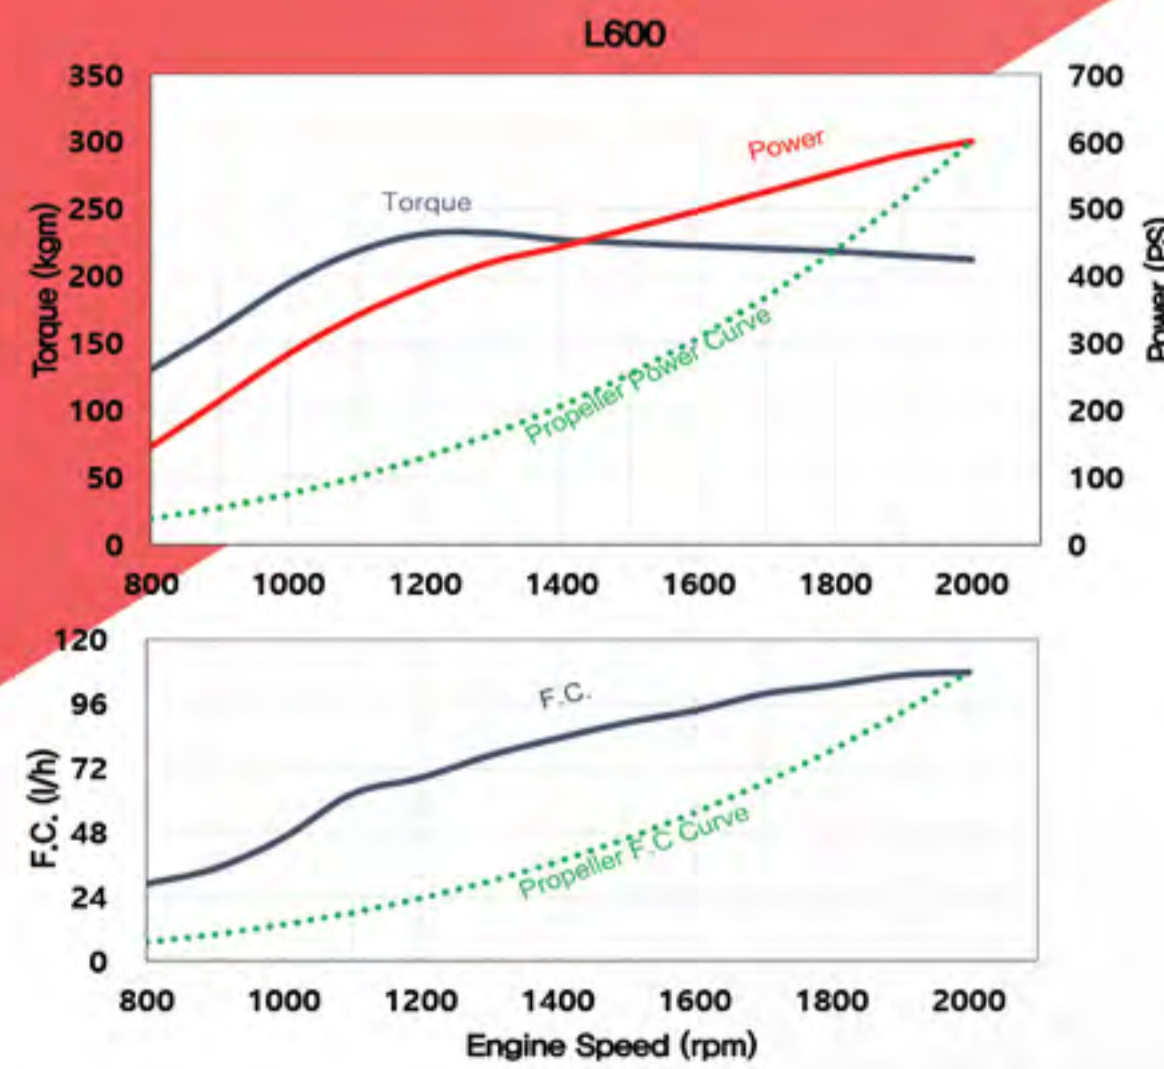 L600
350
300
250
200
150
100
50
0
Torque (kgm)
700
600
500
400
300
200
100
0
Power (PS)
Power
Torque
Propeller Power Curve
800 1000 1200 1400 1600 1800 2000
120
96
72
48
24
0
F.C. (l/h)
F.C.
Propeller F.C Curve
800 1000 1200 1400 1600 1800 2000
Engine Speed (rpm)